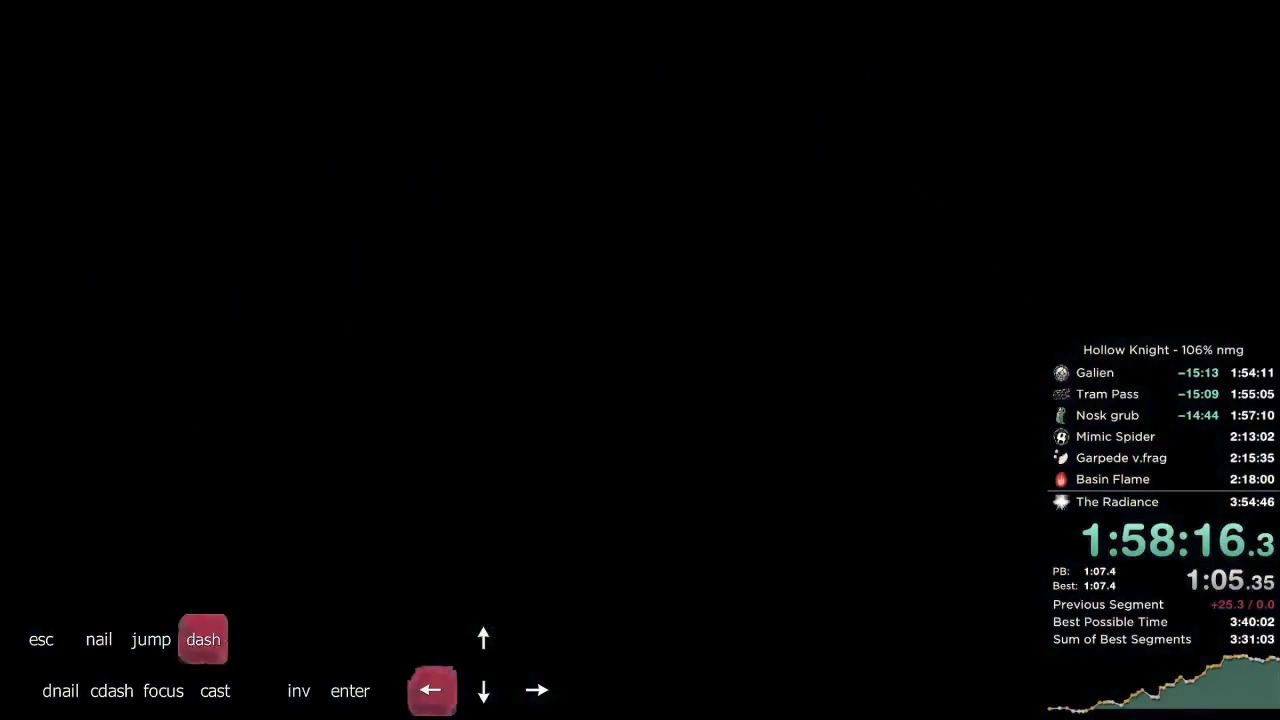 Hollow Knight - 106% nmg
Galien -15:13 1:54:11
Tram Pass -15:09 1:55:05
Nosk grub -14:44 1:57:10
Mimic Spider 2:13:02
Garpede v.frag 2:15:35
Basin Flame 2:18:00
The Radiance 3:54:46
1:58:16.3
PB: 1:07.4
Best: 1:07.4
1:05.35
Previous Segment +25.3 / 0.0
Best Possible Time 3:40:02
Sum of Best Segments 3:31:03
esc nail jump dash ↑
dnail cdash focus cast inv enter ← ↓ →